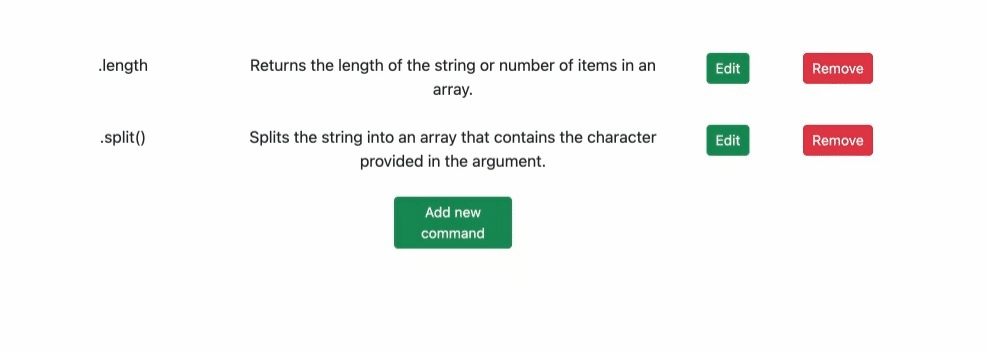 .length
Returns the length of the string or number of items in an
array.
Edit
Remove
.split()
Splits the string into an array that contains the character
provided in the argument.
Edit
Remove
Add new
command